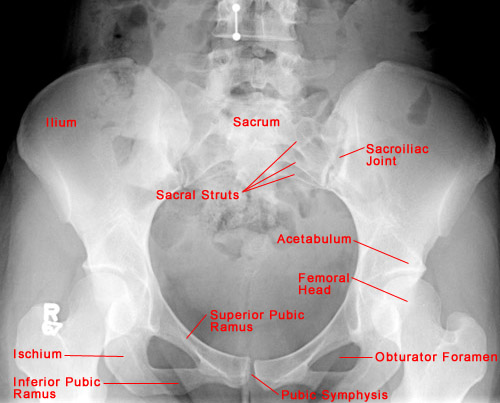 Ilium
Sacrum
Sacroiliac
Joint
Sacral Struts
Acetabulum
Femoral
Head
R
Superior Pubic
Ramus
Ischium
Obturator Foramen
Inferior Pubic
Ramus
Pubic Symphysis